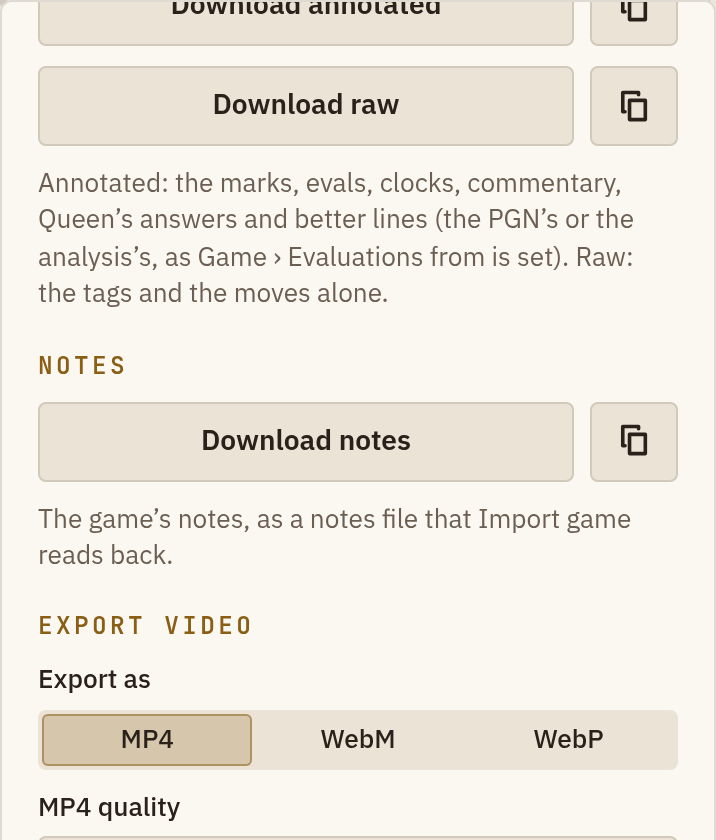 Download annotated
Download raw
Annotated: the marks, evals, clocks, commentary,
Queen’s answers and better lines (the PGN’s or the
analysis’s, as Game › Evaluations from is set). Raw:
the tags and the moves alone.
NOTES
Download notes
The game’s notes, as a notes file that Import game
reads back.
EXPORT VIDEO
Export as
MP4
WebM
WebP
MP4 quality